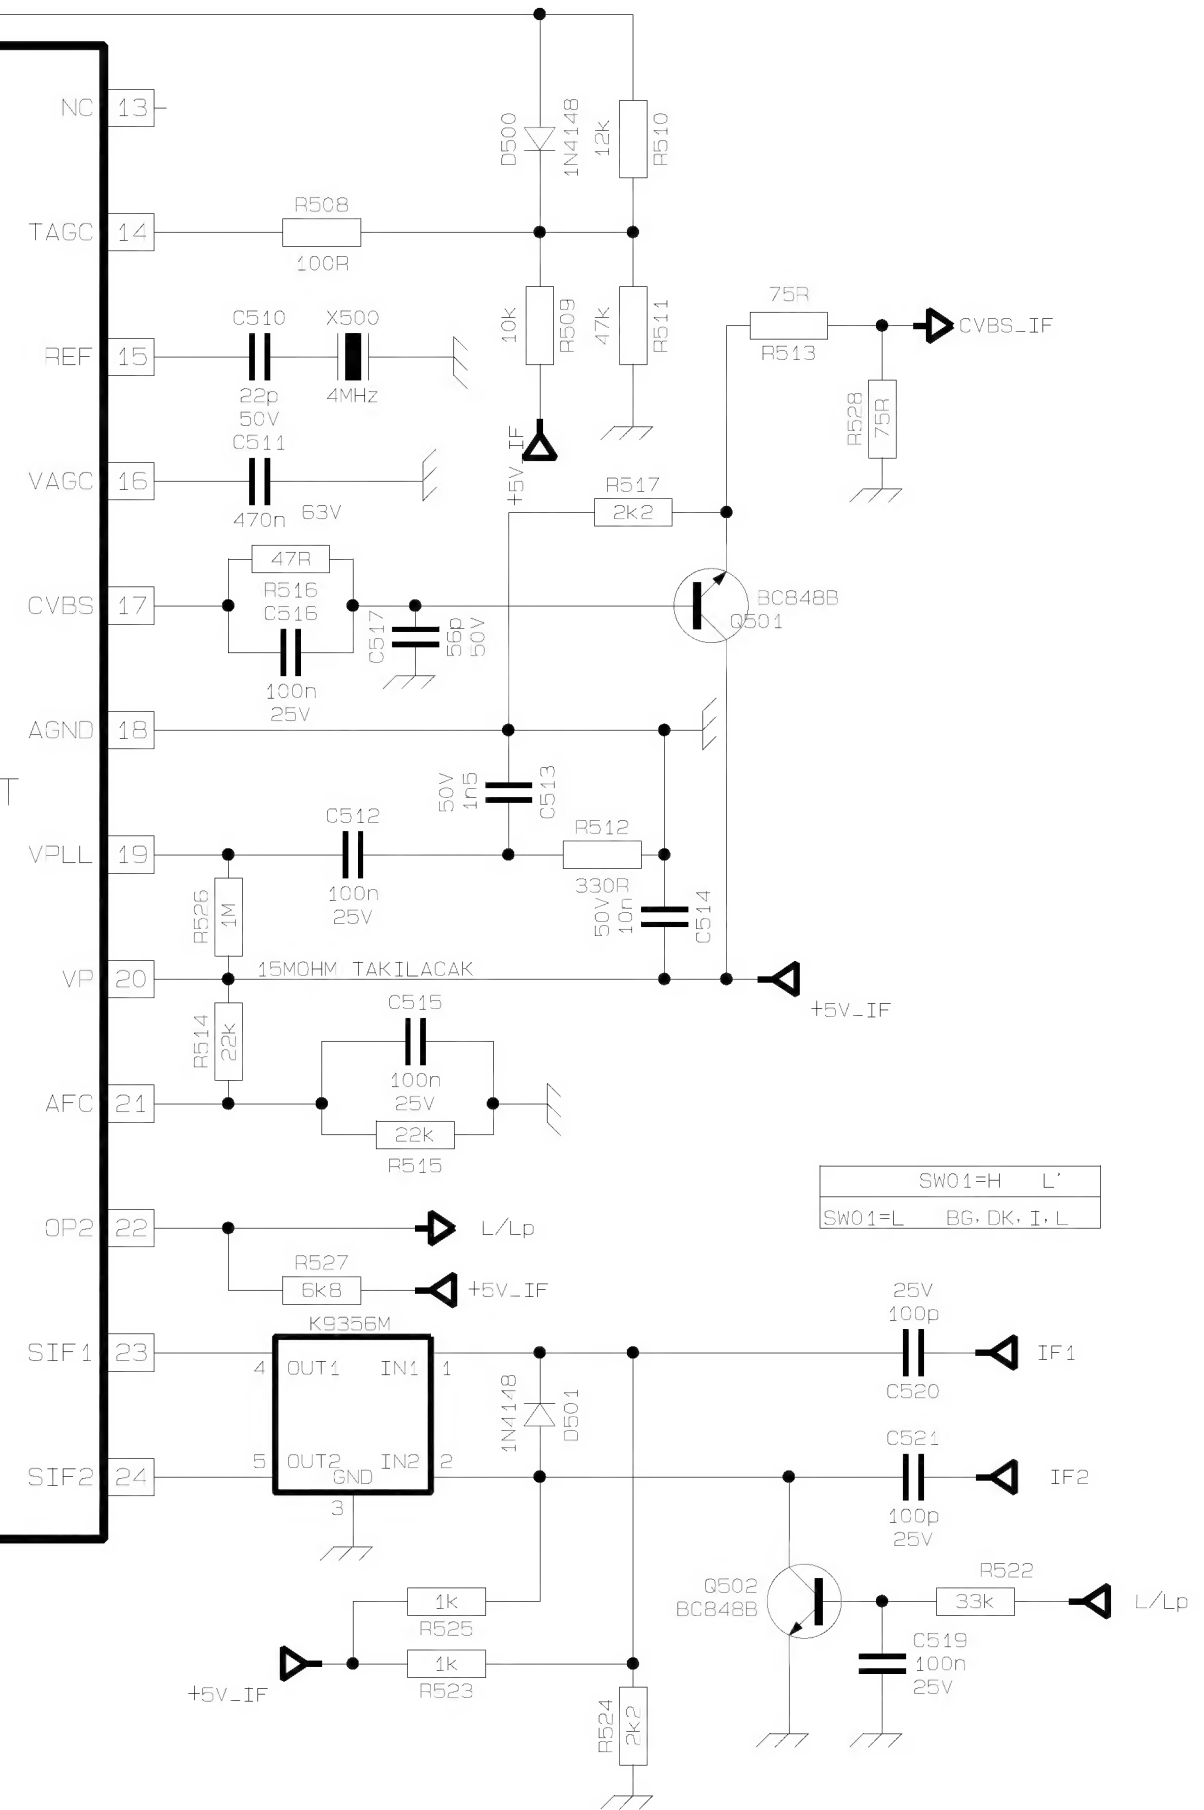 NC 13
D500
1N4148
12k
R510
TAGC 14
R508
100R
10k
R509
47k
R511
+5V_IF
REF 15
C510
22p
50V
X500
4MHz
75R
R513
CVBS_IF
R528
75R
VAGC 16
C511
470n 63V
R517
2k2
CVBS 17
47R
R516
C516
100n
25V
C517
56p
50V
BC848B
Q501
AGND 18
50V
1n5
C513
T
VPLL 19
C512
100n
25V
R512
330R
50V
10n
C514
R526
1M
VP 20
15MOHM TAKILACAK
+5V_IF
R514
22k
C515
100n
25V
AFC 21
22k
R515
SW01=H L'
SW01=L BG, DK, I, L
OP2 22
L/Lp
R527
6k8
+5V_IF
K9356M
SIF1 23
4 OUT1 IN1 1
1N4148
D501
25V
100p
C520
IF1
SIF2 24
5 OUT2 IN2 2
GND
3
C521
100p
25V
IF2
Q502
BC848B
R522
33k
L/Lp
C519
100n
25V
1k
R525
1k
R523
+5V_IF
R524
2k2